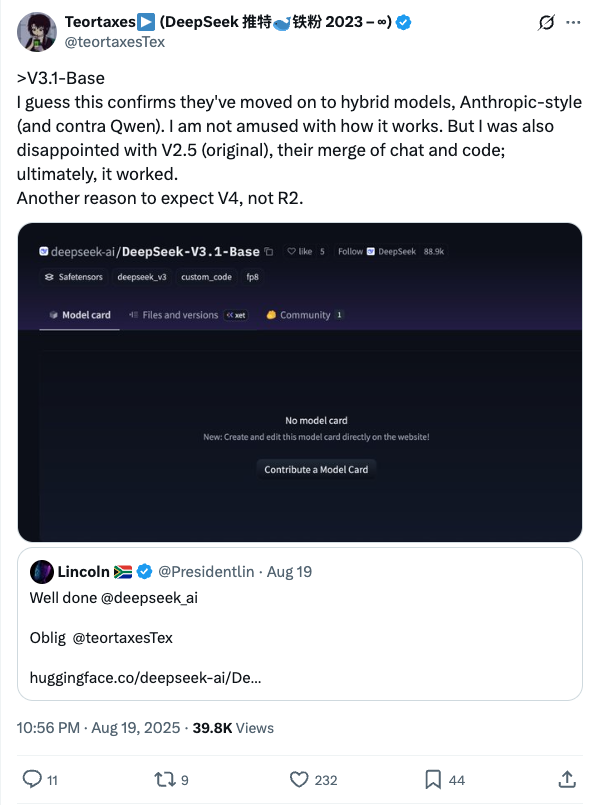 Teortaxes▶️ (DeepSeek 推特🐋铁粉 2023 – ∞)
@teortaxesTex
>V3.1-Base
I guess this confirms they've moved on to hybrid models, Anthropic-style
(and contra Qwen). I am not amused with how it works. But I was also
disappointed with V2.5 (original), their merge of chat and code;
ultimately, it worked.
Another reason to expect V4, not R2.
deepseek-ai/DeepSeek-V3.1-Base like 5 Follow DeepSeek 88.9k
Safetensors deepseek_v3 custom_code fp8
Model card Files and versions xet Community 1
No model card
New: Create and edit this model card directly on the website!
Contribute a Model Card
Lincoln 🇿🇦 @Presidentlin · Aug 19
Well done @deepseek_ai
Oblig @teortaxesTex
huggingface.co/deepseek-ai/De...
10:56 PM · Aug 19, 2025 · 39.8K Views
11 9 232 44